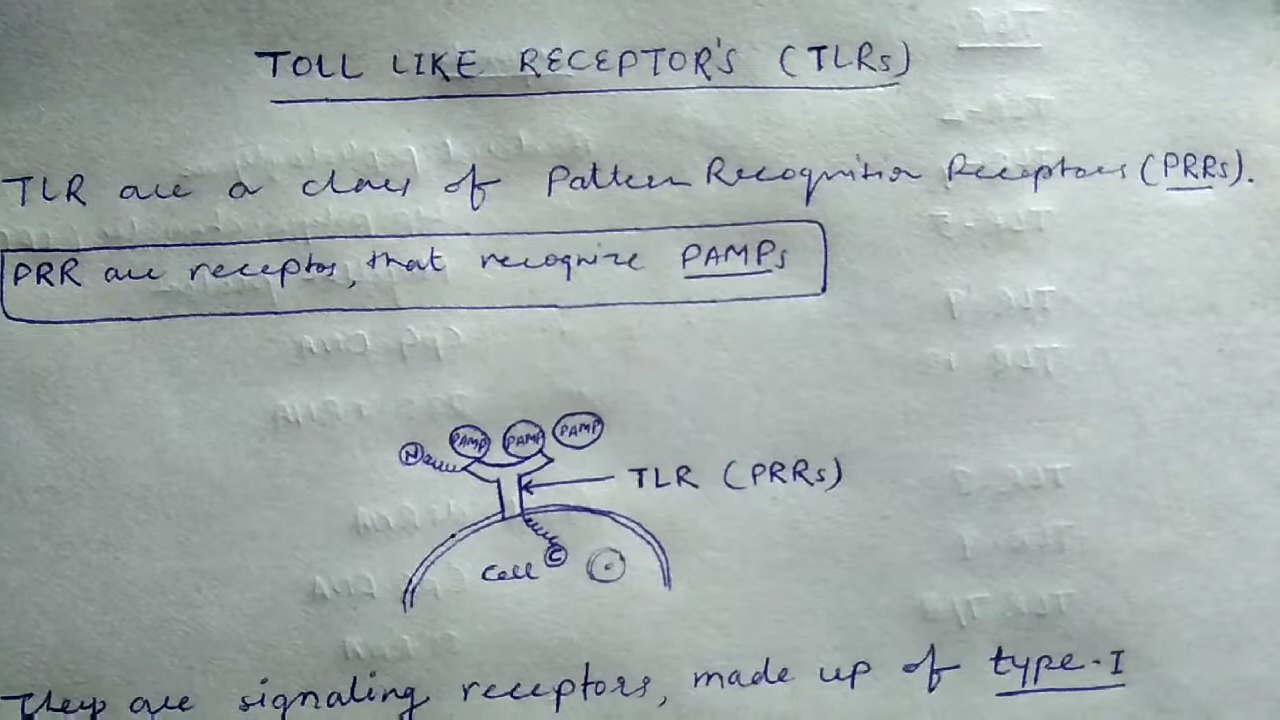 TOLL LIKE RECEPTOR'S (TLRs)
TLR are a class of Pattern Recognition Receptors (PRRs).
PRR are receptos, that recognize PAMPs
PAMP PAMP PAMP
N
TLR (PRRs)
Cell C
They are signaling receptors, made up of type-I